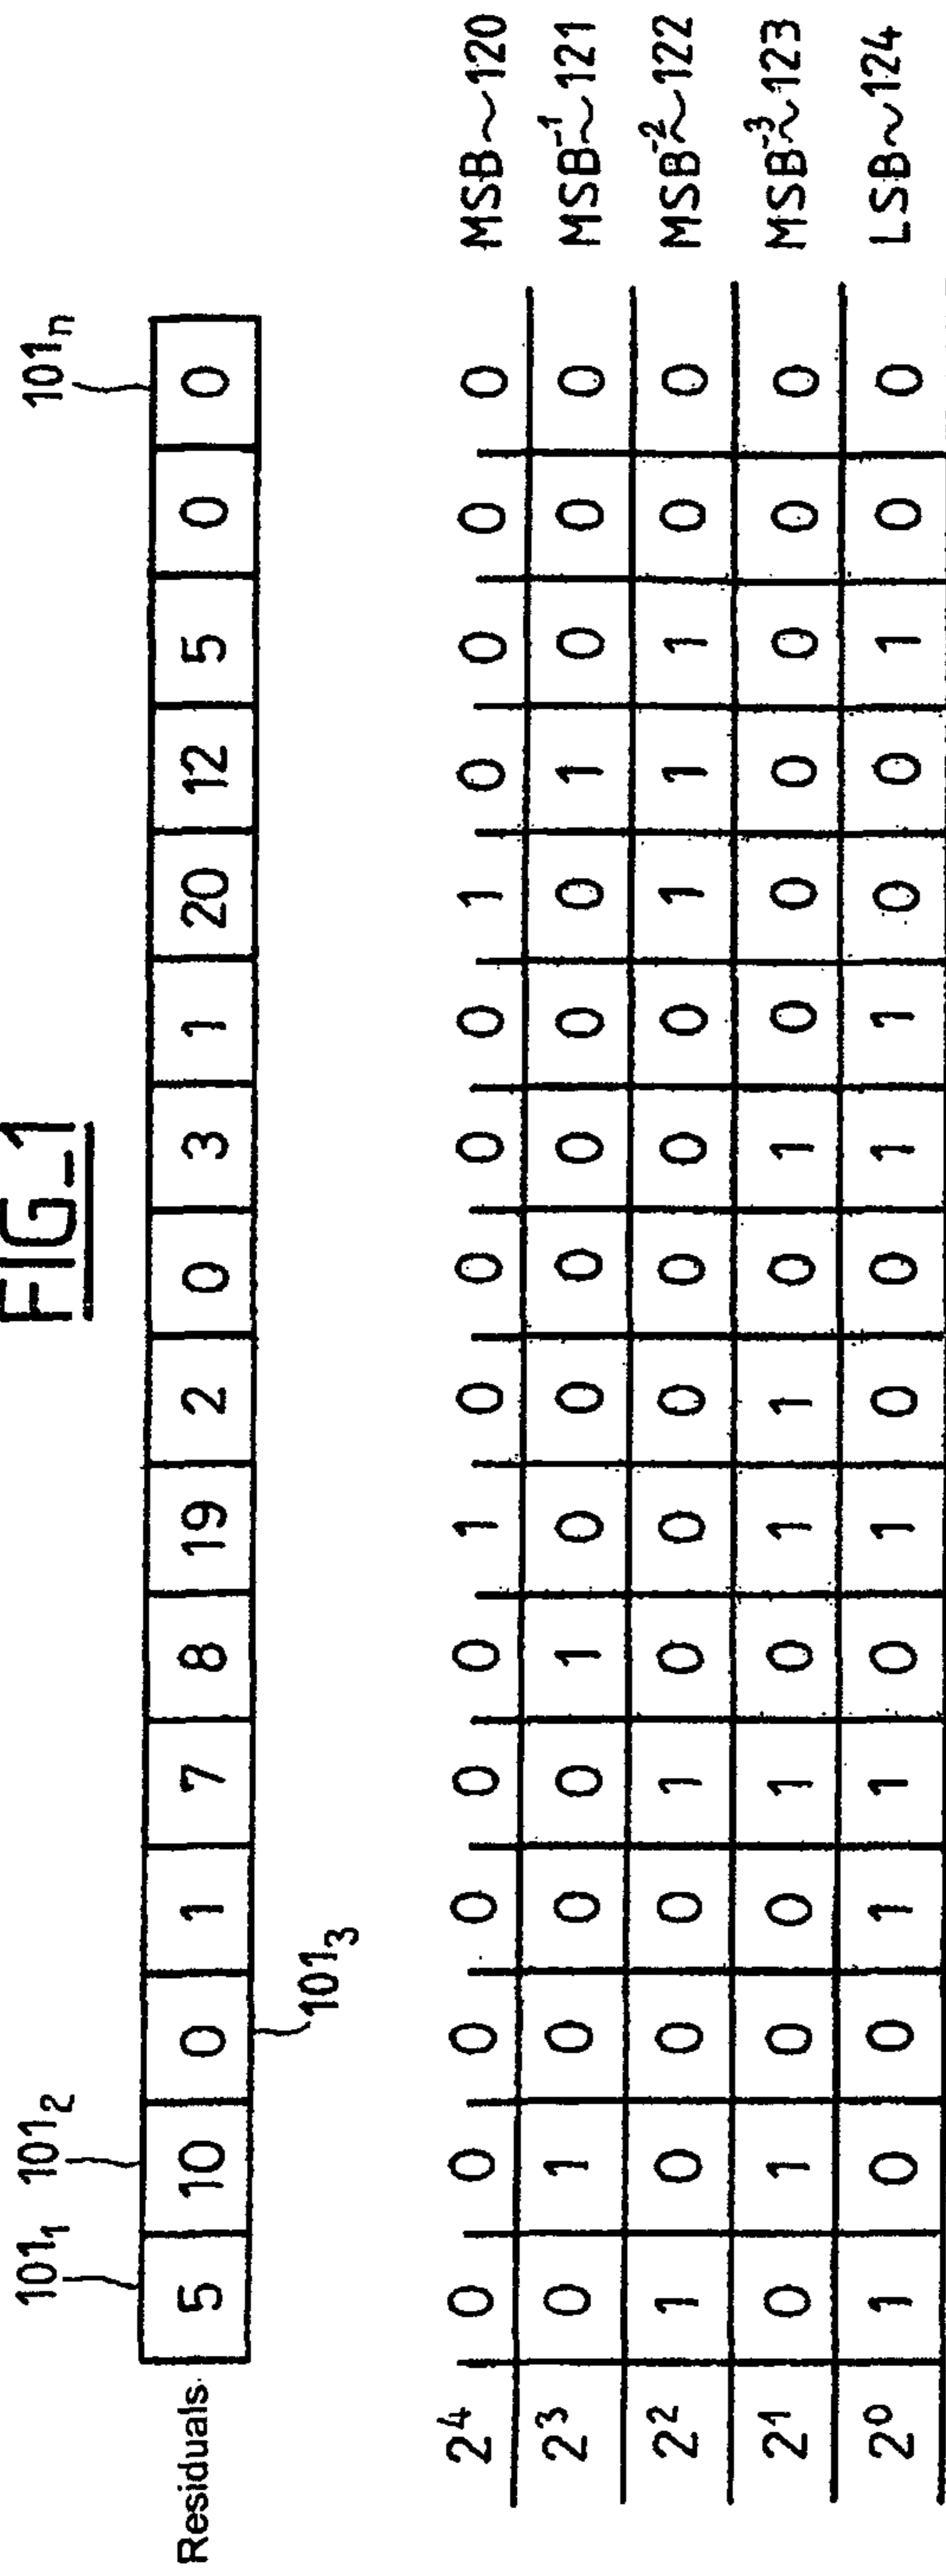 FIG_1
101₁ 101₂ 101ₙ
Residuals 5 10 0 1 7 8 19 2 0 3 1 20 12 5 0 0
101₃
2⁴ 0 0 0 0 0 0 1 0 0 0 0 1 0 0 0 0 MSB~120
2³ 0 1 0 0 0 1 0 0 0 0 0 0 1 0 0 0 MSB⁻¹~121
2² 1 0 0 0 1 0 0 0 0 0 0 1 1 1 0 0 MSB⁻²~122
2¹ 0 1 0 0 1 0 1 1 0 1 0 0 0 0 0 0 MSB⁻³~123
2⁰ 1 0 0 1 1 0 1 0 0 1 1 0 0 1 0 0 LSB~124